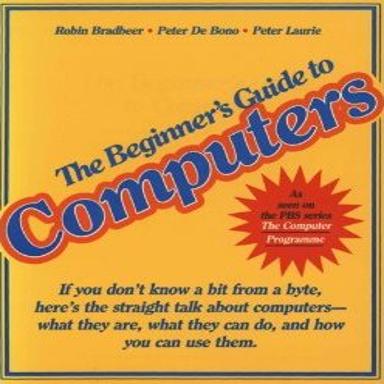 Robin Bradbeer • Peter De Bono • Peter Laurie
The Beginner's Guide to
Computers
As
seen on
the PBS series
The Computer
Programme
If you don't know a bit from a byte,
here's the straight talk about computers—
what they are, what they can do, and how
you can use them.